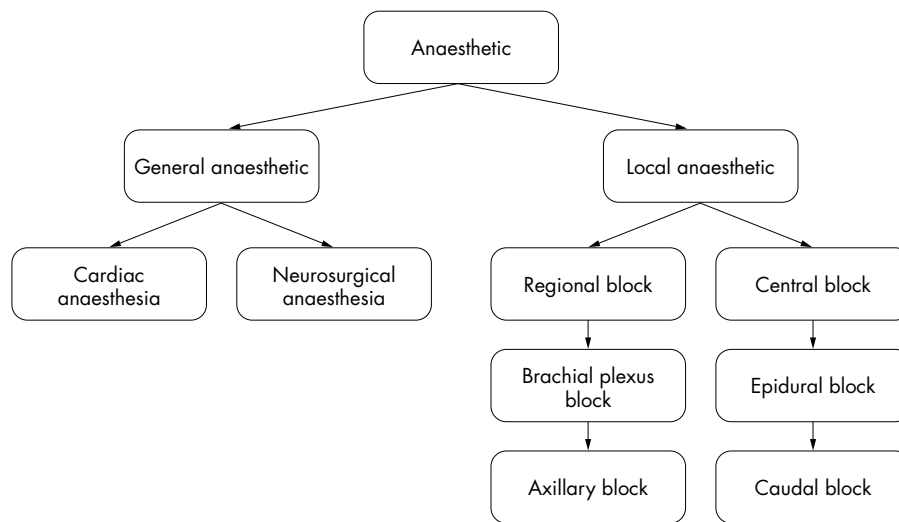 Anaesthetic
General anaesthetic
Local anaesthetic
Cardiac
anaesthesia
Neurosurgical
anaesthesia
Regional block
Central block
Brachial plexus
block
Epidural block
Axillary block
Caudal block